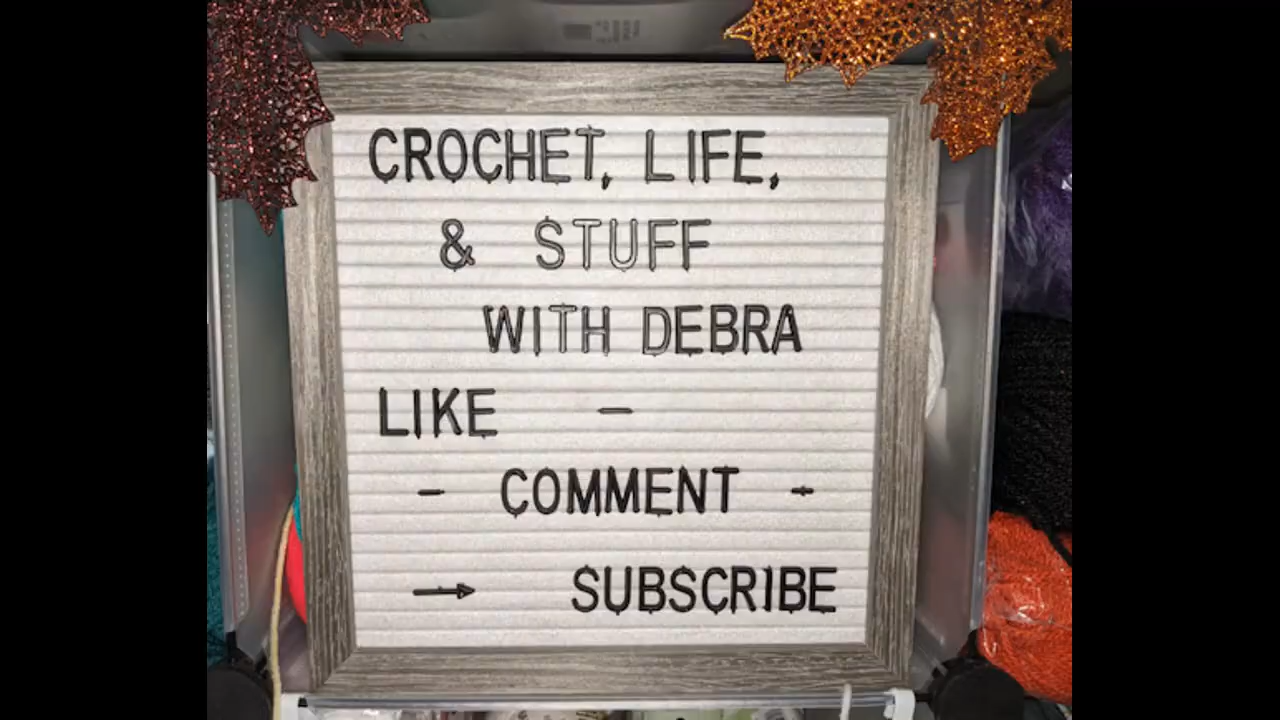 CROCHET, LIFE,
& STUFF
WITH DEBRA
LIKE -
- COMMENT -
→ SUBSCRIBE